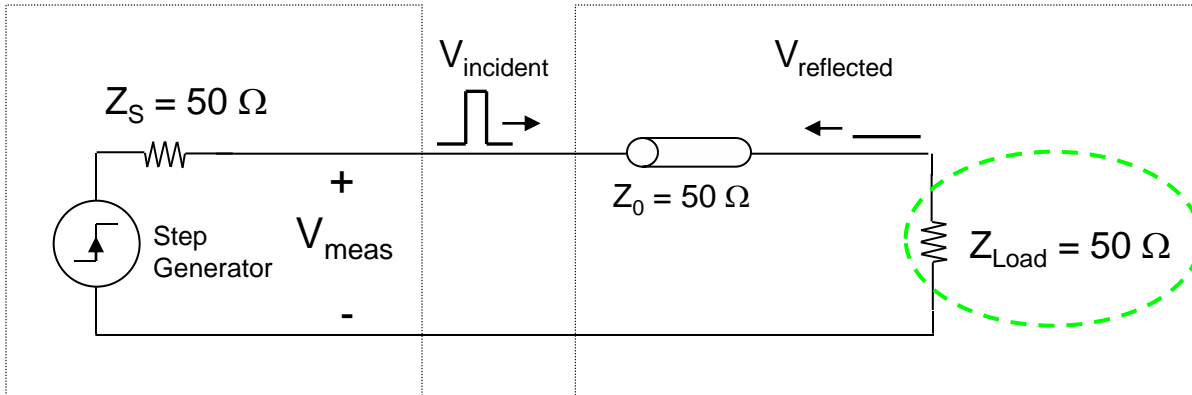 V_incident
V_reflected
Z_S = 50 Ω
+
Z_0 = 50 Ω
V_meas
Step
Generator
Z_Load = 50 Ω
-